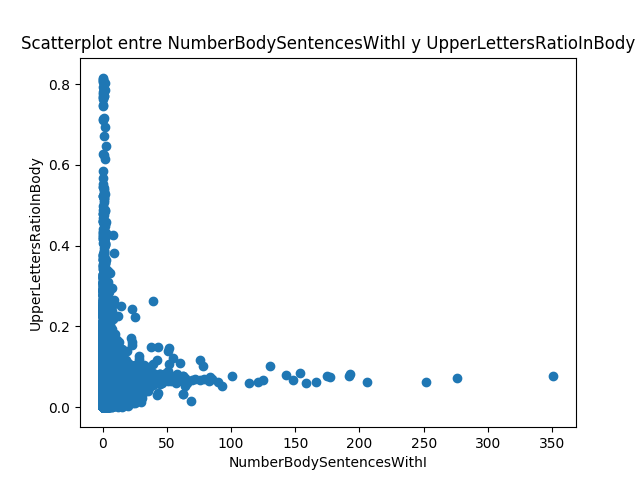 Scatterplot entre NumberBodySentencesWithI y UpperLettersRatioInBody
0.8
0.6
0.4
0.2
0.0
UpperLettersRatioInBody
0 50 100 150 200 250 300 350
NumberBodySentencesWithI